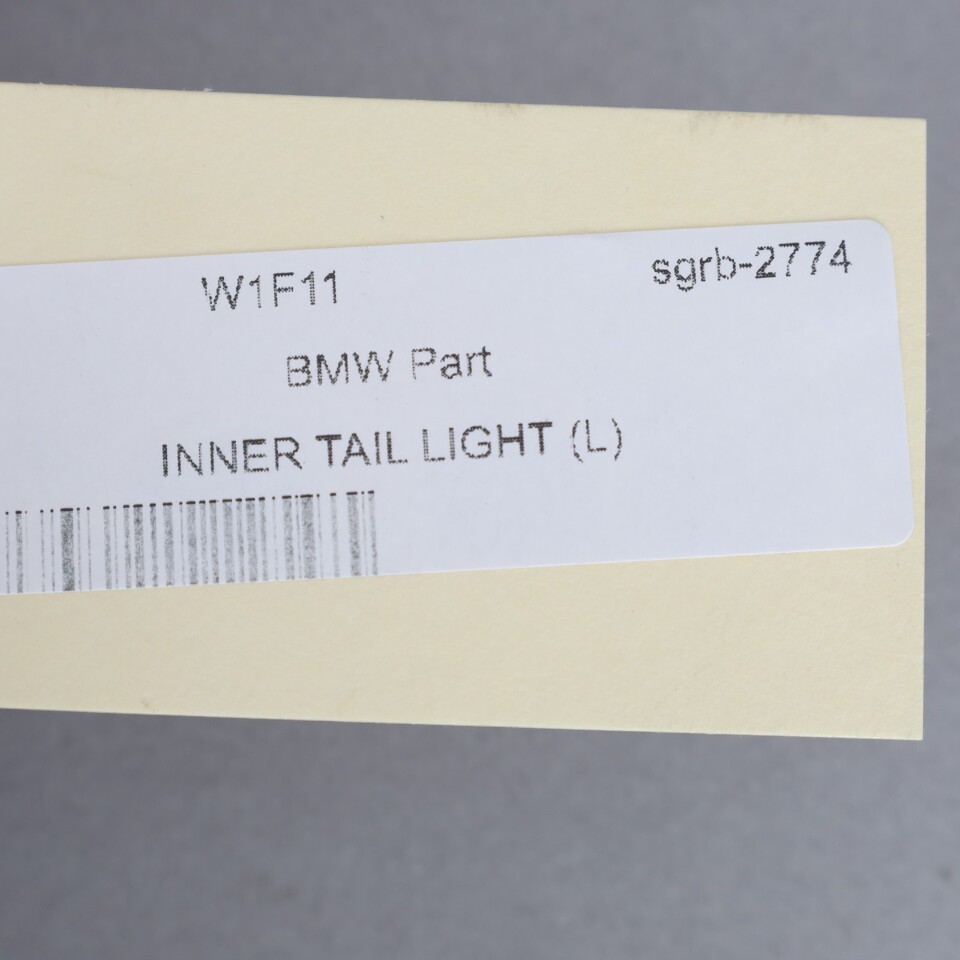 W1F11 sgrb-2774
BMW Part
INNER TAIL LIGHT (L)